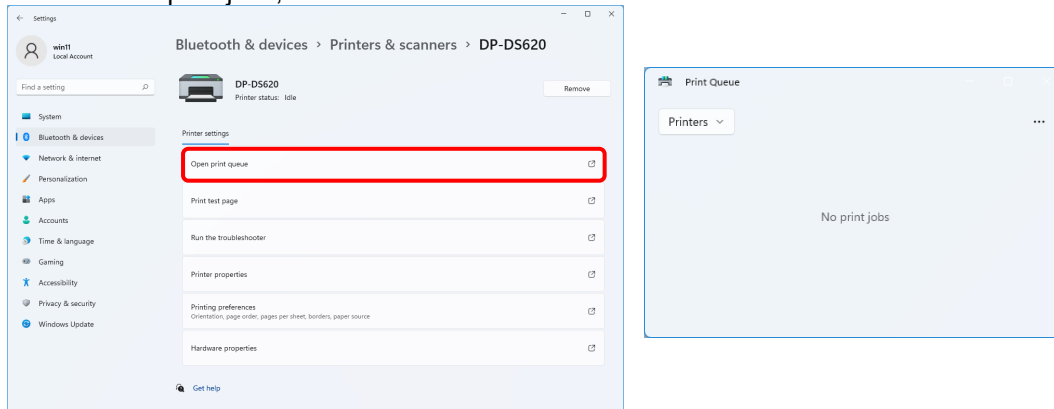 Settings
win11
Local Account
Find a setting
System
Bluetooth & devices
Network & internet
Personalization
Apps
Accounts
Time & language
Gaming
Accessibility
Privacy & security
Windows Update
Bluetooth & devices > Printers & scanners > DP-DS620
DP-DS620
Printer status: Idle
Remove
Printer settings
Open print queue
Print test page
Run the troubleshooter
Printer properties
Printing preferences
Orientation, page order, pages per sheet, borders, paper source
Hardware properties
Get help
Print Queue
Printers
No print jobs